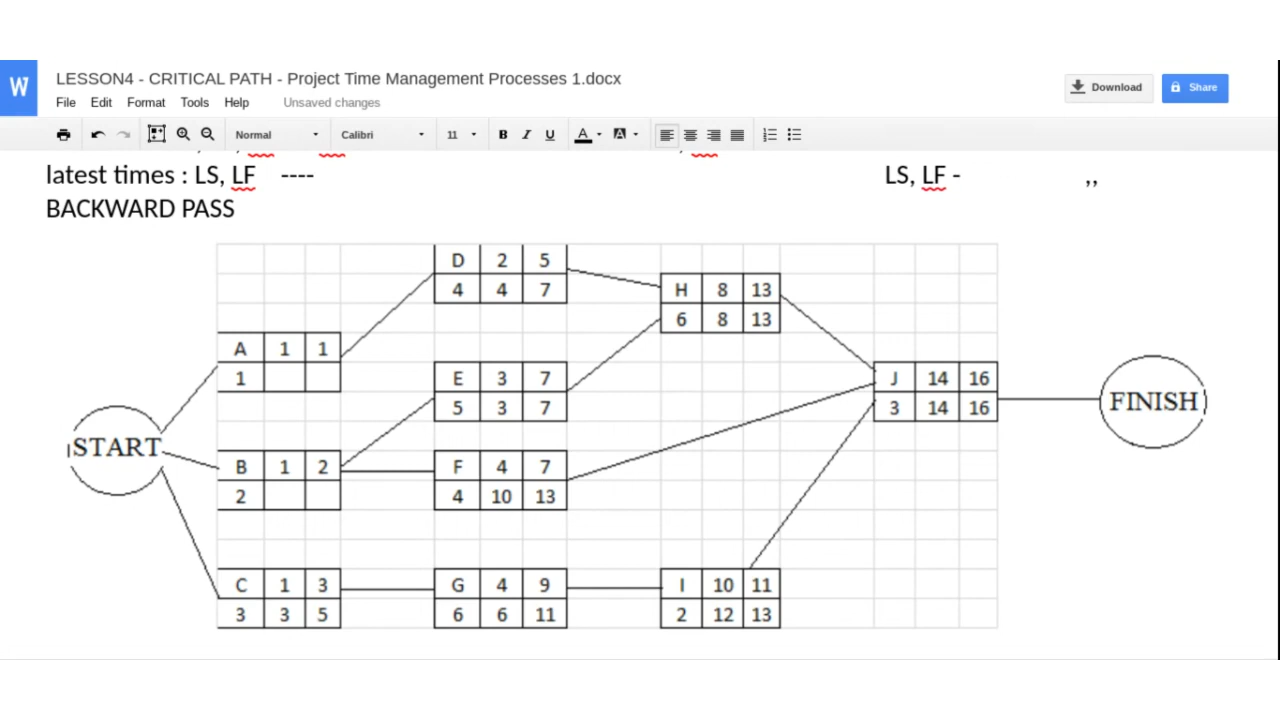 W
LESSON4 - CRITICAL PATH - Project Time Management Processes 1.docx
Download
Share
File Edit Format Tools Help Unsaved changes
Normal Calibri 11 B I U A A
latest times : LS, LF ---- LS, LF - ,,
BACKWARD PASS
D 2 5
4 4 7
H 8 13
6 8 13
A 1 1
1
E 3 7
5 3 7
J 14 16
3 14 16
FINISH
START
B 1 2
2
F 4 7
4 10 13
C 1 3
3 3 5
G 4 9
6 6 11
I 10 11
2 12 13